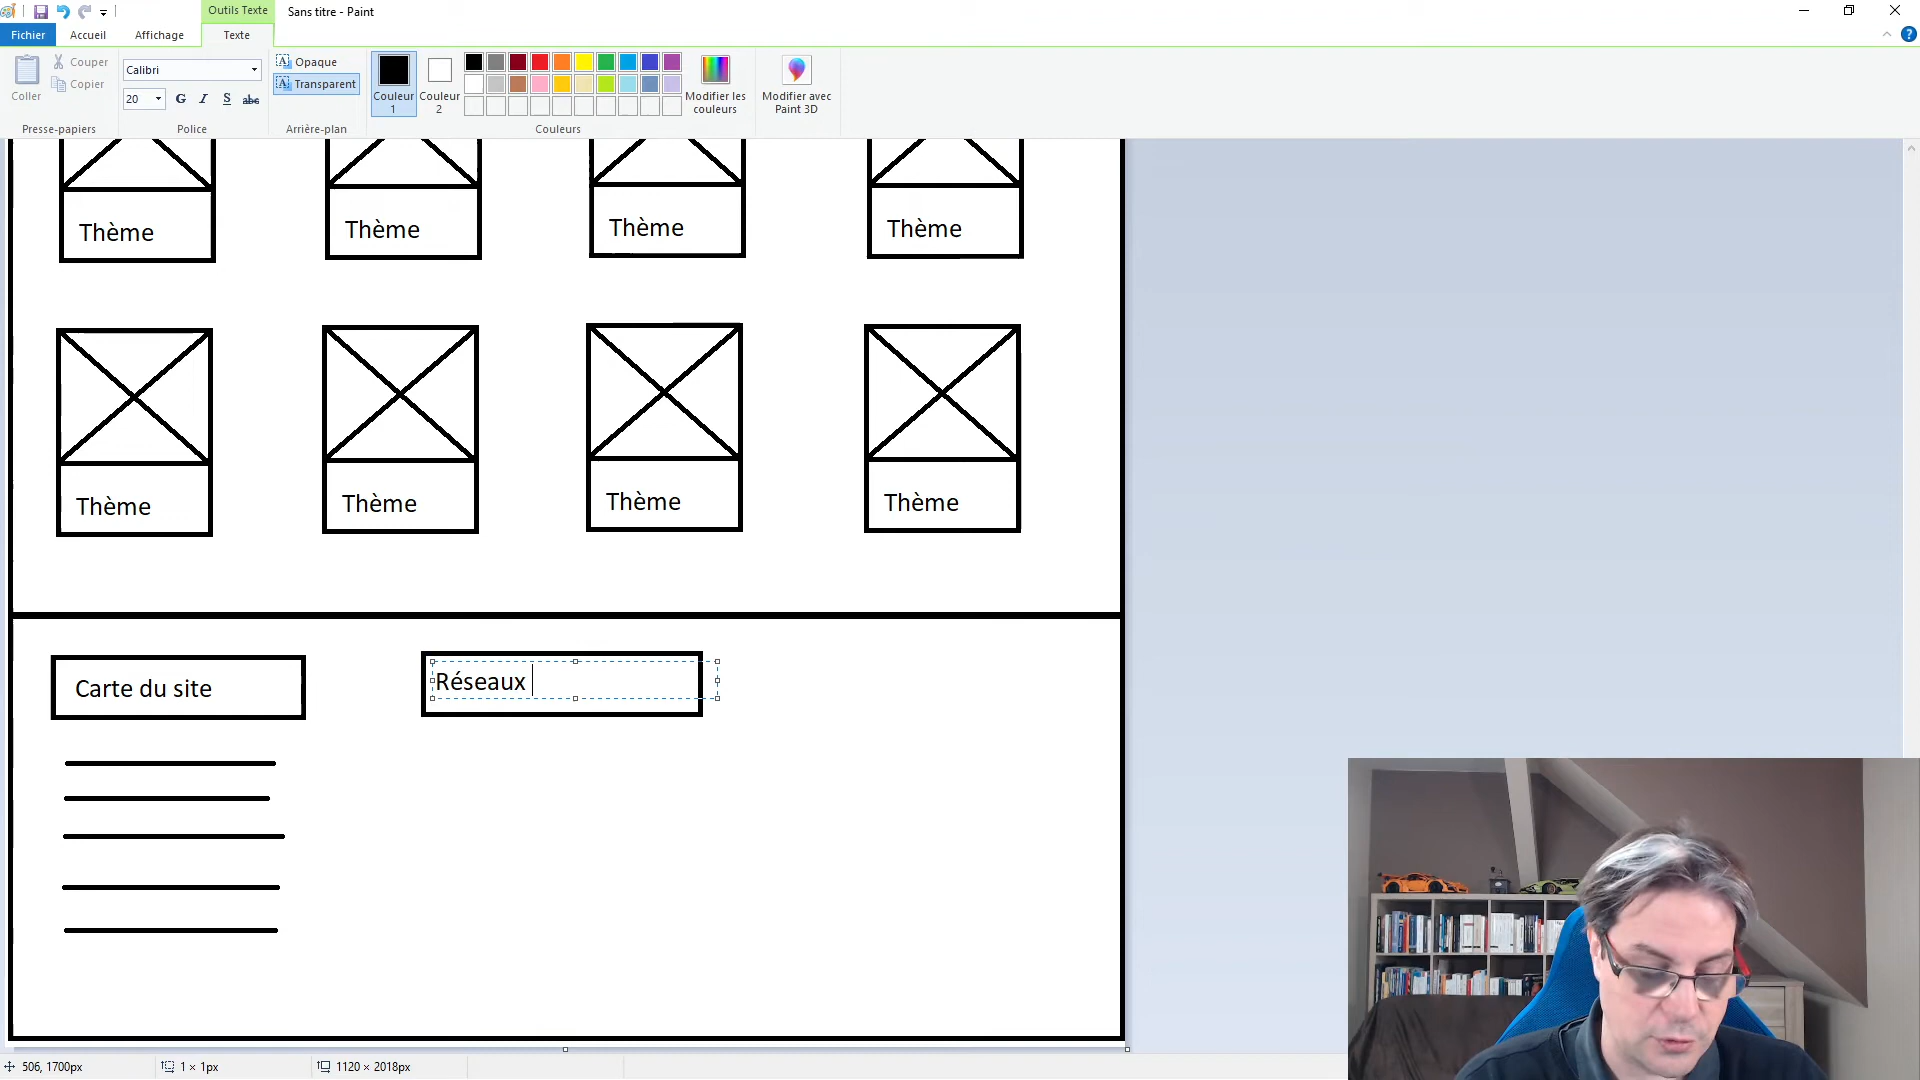 Outils Texte
Sans titre - Paint
Fichier
Accueil
Affichage
Texte
Coller
Couper
Copier
Presse-papiers
Calibri
20
G I S abc
Police
Opaque
Transparent
Arrière-plan
Couleur 1
Couleur 2
Modifier les couleurs
Couleurs
Modifier avec Paint 3D
Thème
Thème
Thème
Thème
Thème
Thème
Thème
Thème
Carte du site
Réseaux
506, 1700px
1 × 1px
1120 × 2018px